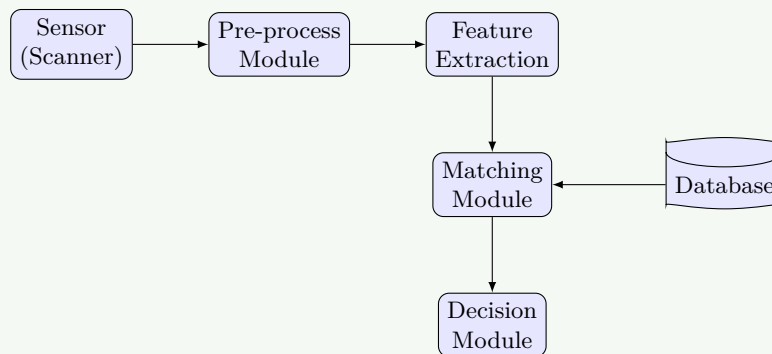 Sensor
(Scanner)
Pre-process
Module
Feature
Extraction
Matching
Module
Database
Decision
Module